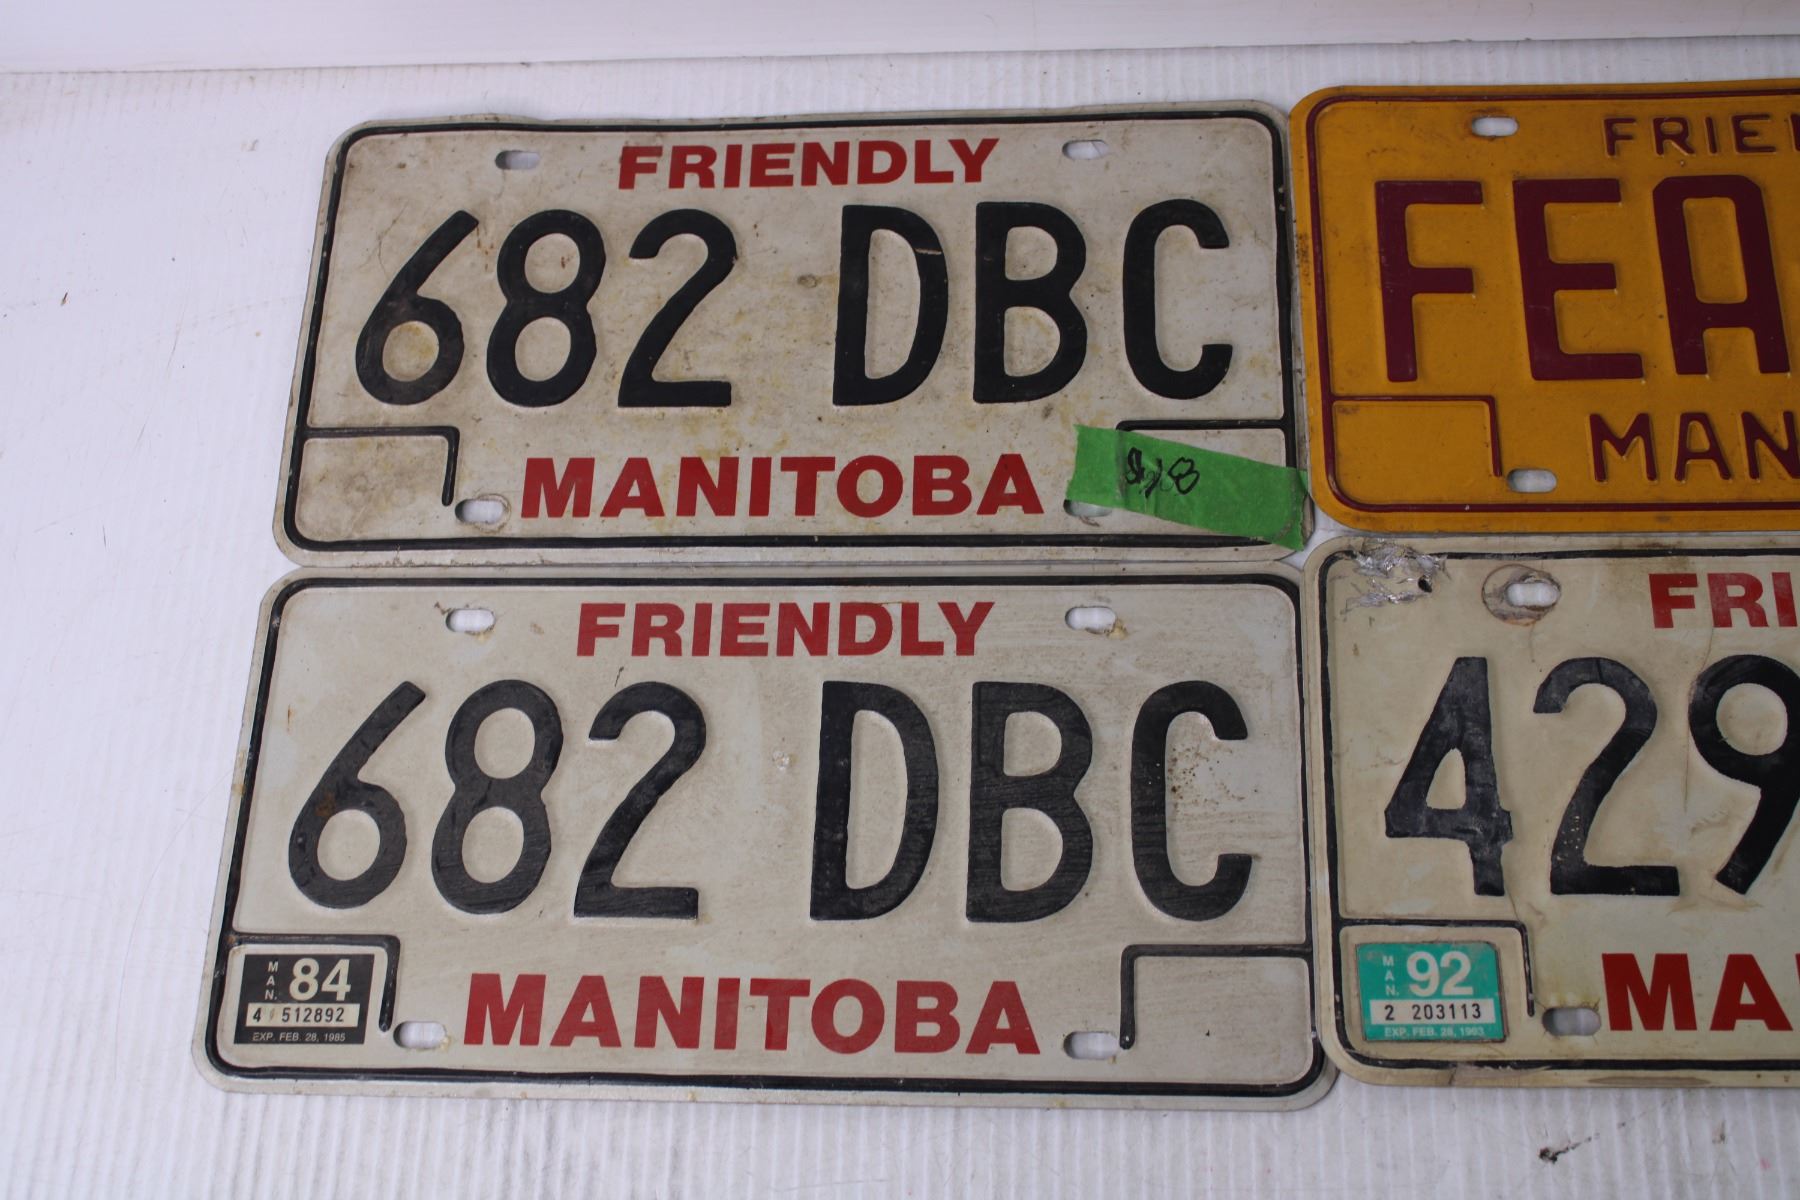 FRIENDLY
682 DBC
MANITOBA
FRIE
FEA
MAN
FRIENDLY
682 DBC
MAN. 84
4 512892
EXP. FEB. 28, 1985
MANITOBA
FRI
429
MAN. 92
2 203113
EXP. FEB. 28, 1993
MA